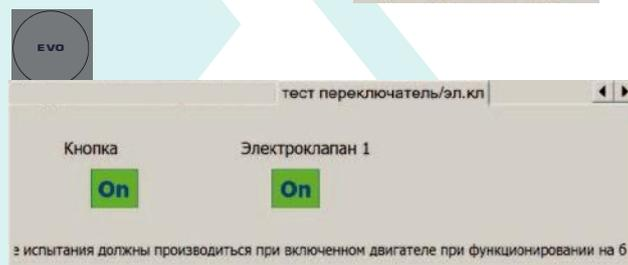 EVO
тест переключатель/эл.кл
Кнопка Электроклапан 1
On On
испытания должны производиться при включенном двигателе при функционировании на